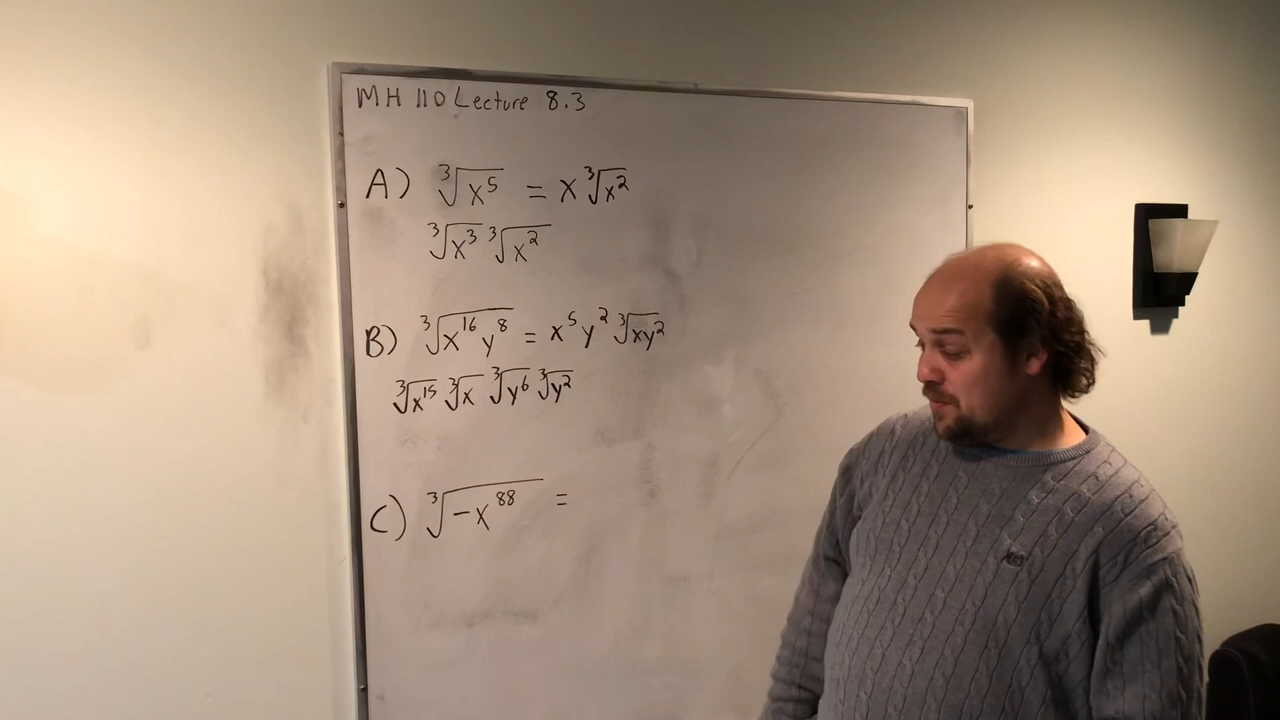 MH 110 Lecture 8.3
A) ∛x⁵ = x ∛x²
∛x³ ∛x²
B) ∛x¹⁶y⁸ = x⁵y² ∛xy²
∛x¹⁵ ∛x ∛y⁶ ∛y²
C) ∛-x⁸⁸ =